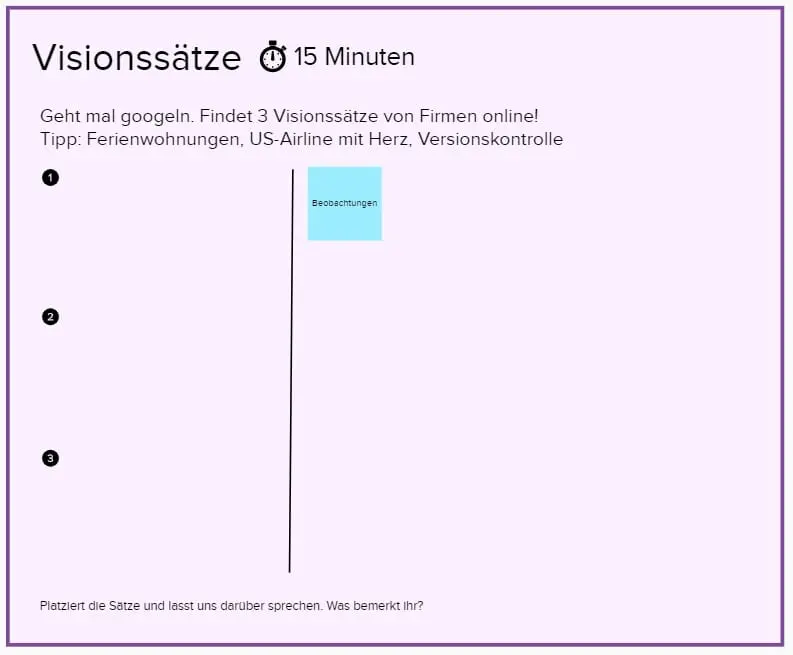 Visionssätze 15 Minuten
Geht mal googeln. Findet 3 Visionssätze von Firmen online!
Tipp: Ferienwohnungen, US-Airline mit Herz, Versionskontrolle
1
Beobachtungen
2
3
Platziert die Sätze und lasst uns darüber sprechen. Was bemerkt ihr?